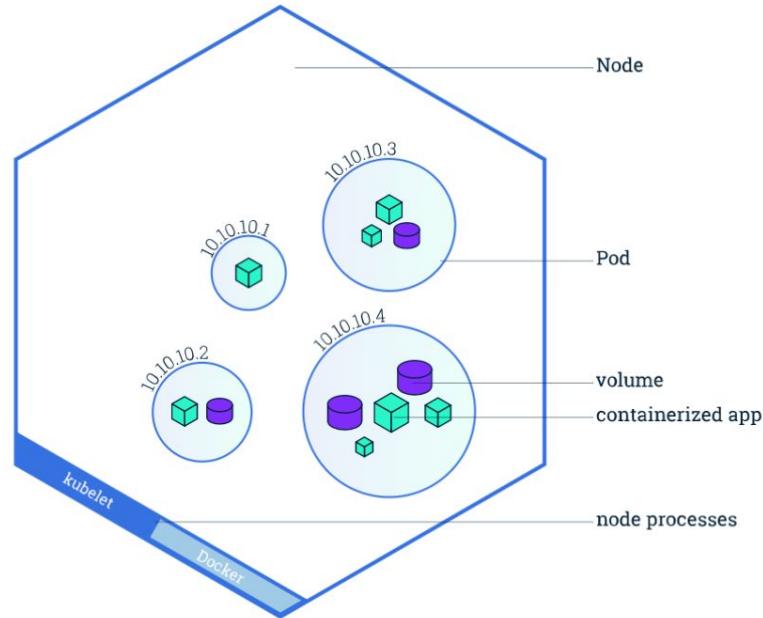 Node
10.10.10.3
10.10.10.1
Pod
10.10.10.4
10.10.10.2
volume
containerized app
kubelet
node processes
Docker